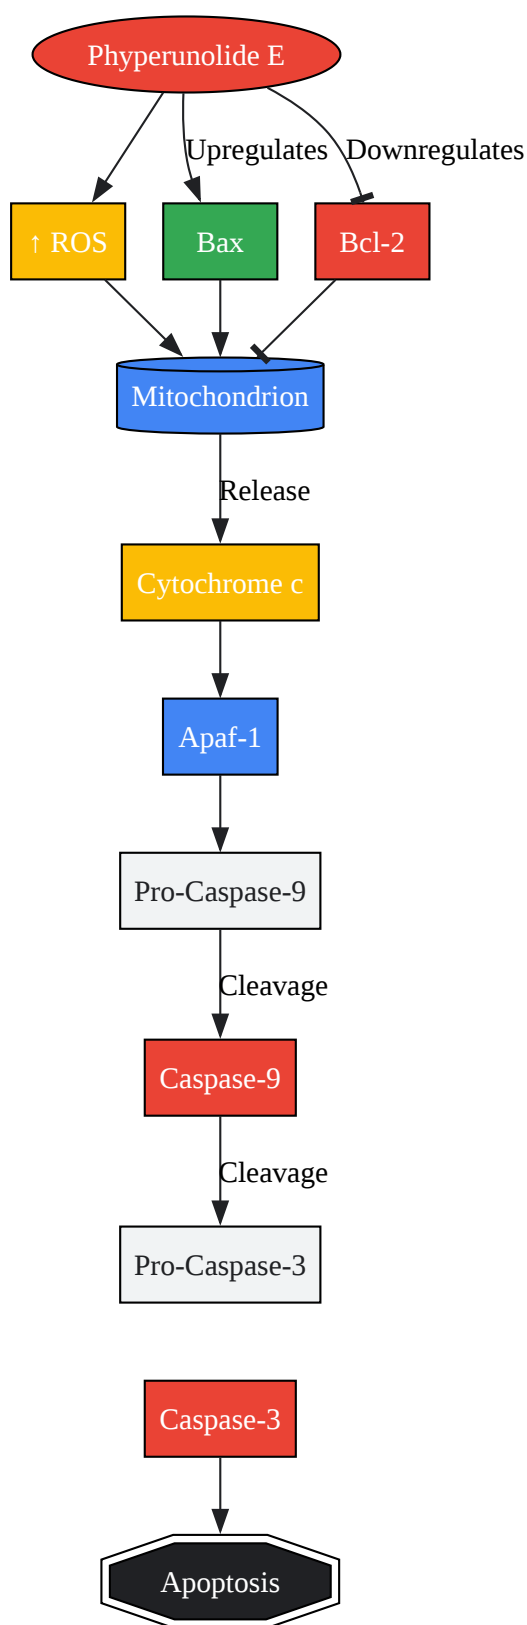 Phyperunolide E
Upregulates
Downregulates
↑ ROS
Bax
Bcl-2
Mitochondrion
Release
Cytochrome c
Apaf-1
Pro-Caspase-9
Cleavage
Caspase-9
Cleavage
Pro-Caspase-3
Caspase-3
Apoptosis